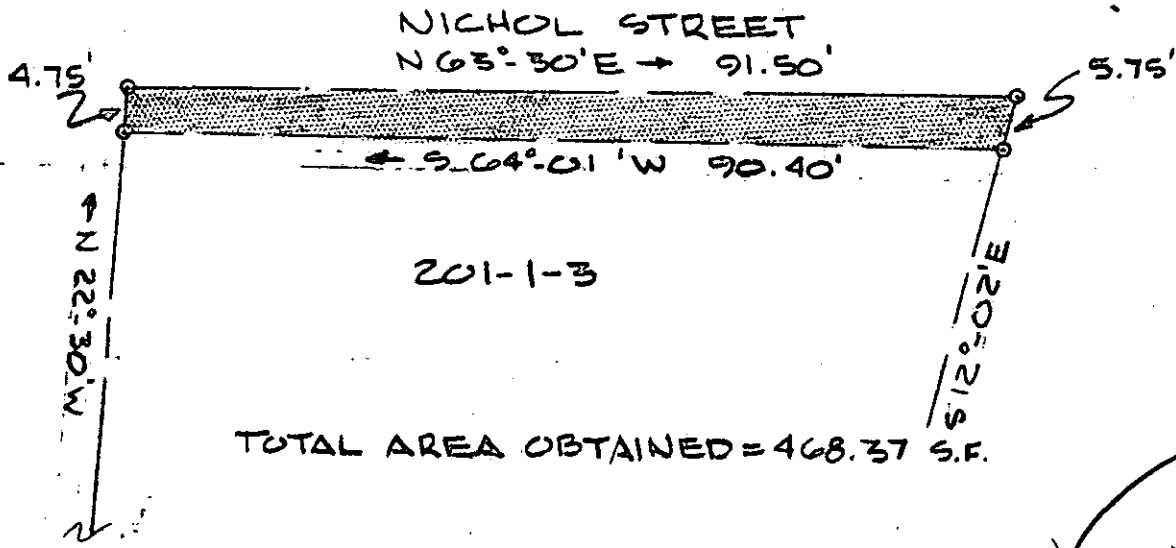 NICHOL STREET
N 63°-30'E → 91.50'
4.75'
5.75'
← S 64°-01'W 90.40'
N 22°-30'W
201-1-3
S 12°-02'E
TOTAL AREA OBTAINED = 468.37 S.F.